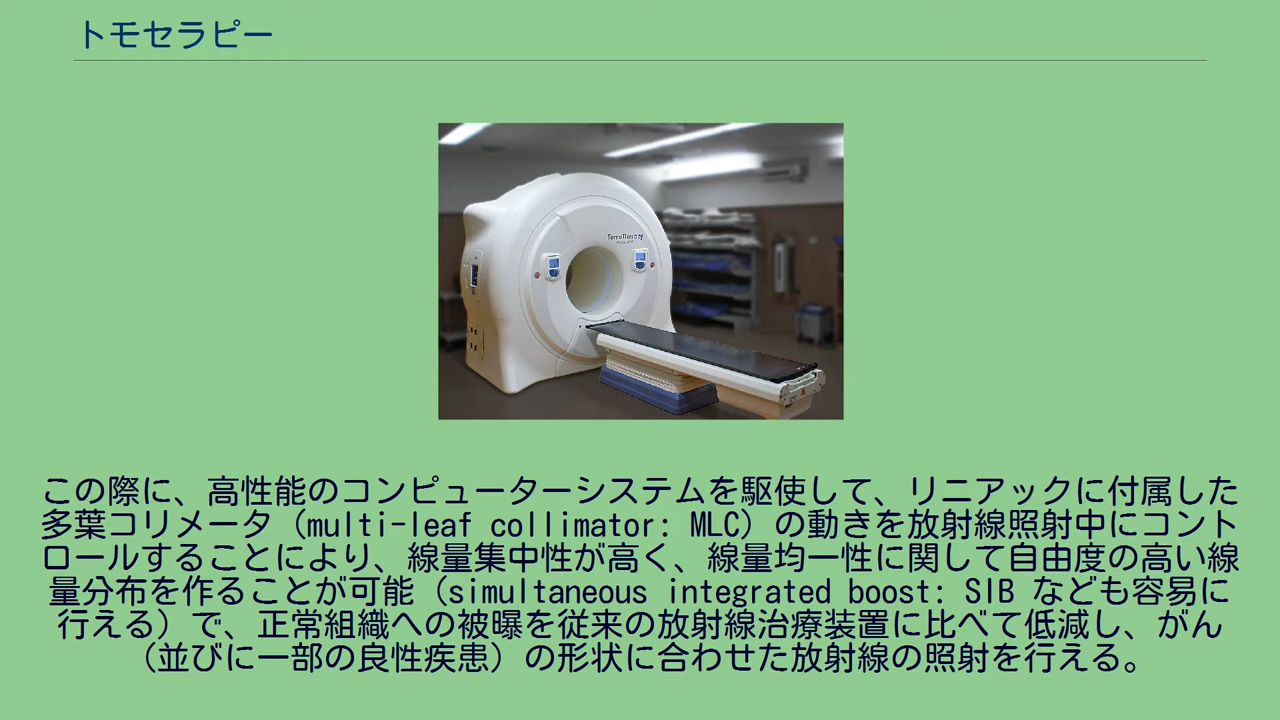 トモセラピー
TomoTherapy
この際に、高性能のコンピューターシステムを駆使して、リニアックに付属した
多葉コリメータ（multi-leaf collimator: MLC）の動きを放射線照射中にコント
ロールすることにより、線量集中性が高く、線量均一性に関して自由度の高い線
量分布を作ることが可能（simultaneous integrated boost: SIB なども容易に
行える）で、正常組織への被曝を従来の放射線治療装置に比べて低減し、がん
（並びに一部の良性疾患）の形状に合わせた放射線の照射を行える。